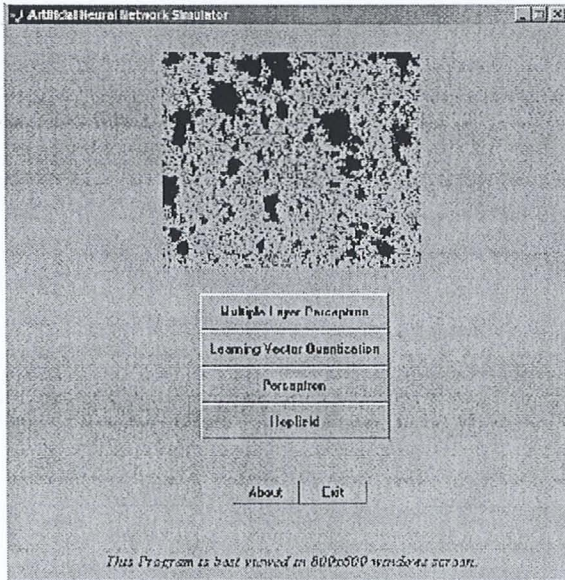 Artificial Neural Network Simulator
Multiple Layer Perceptron
Learning Vector Quantization
Perceptron
Hopfield
About
Exit
This Program is best viewed in 800x600 windows screen.